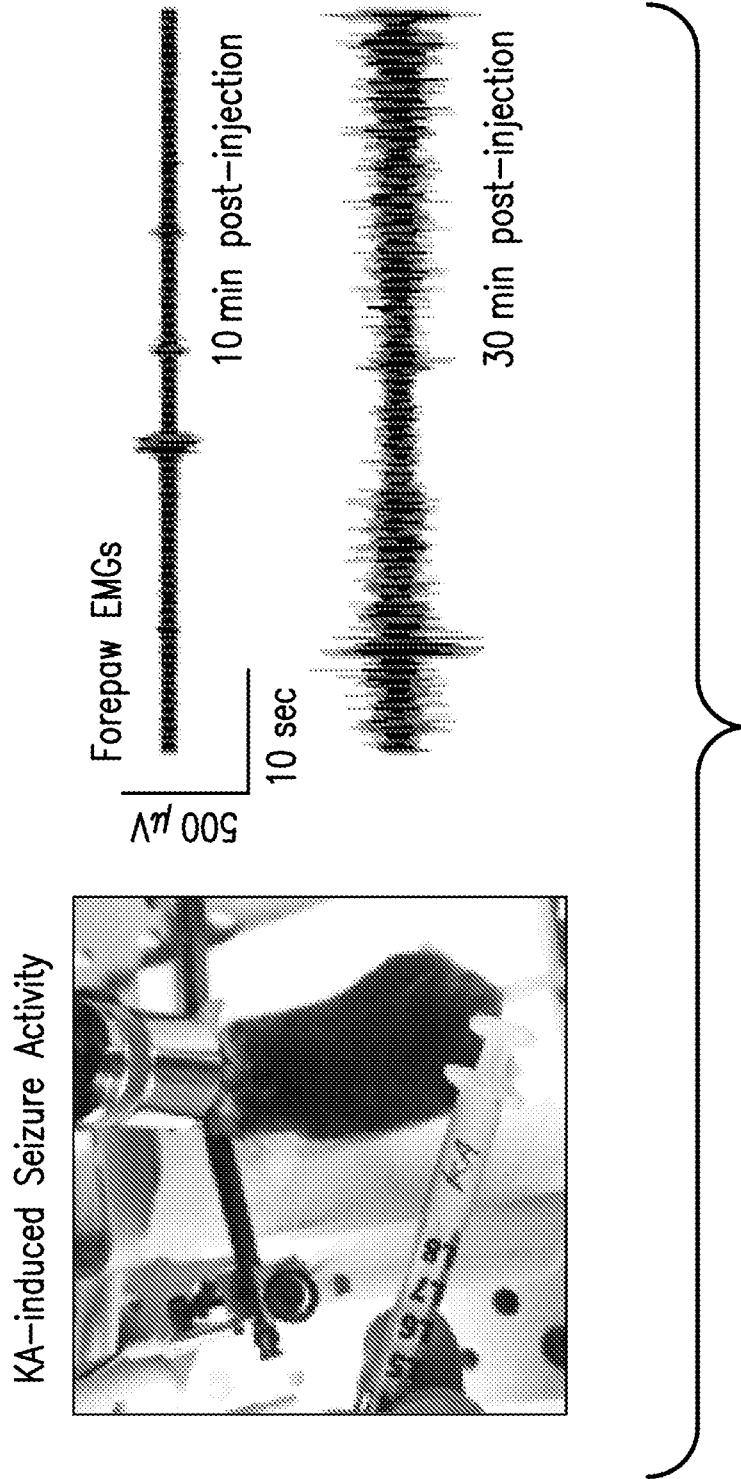 KA-induced Seizure Activity
Forepaw EMGs
500 µV
10 sec
10 min post-injection
30 min post-injection